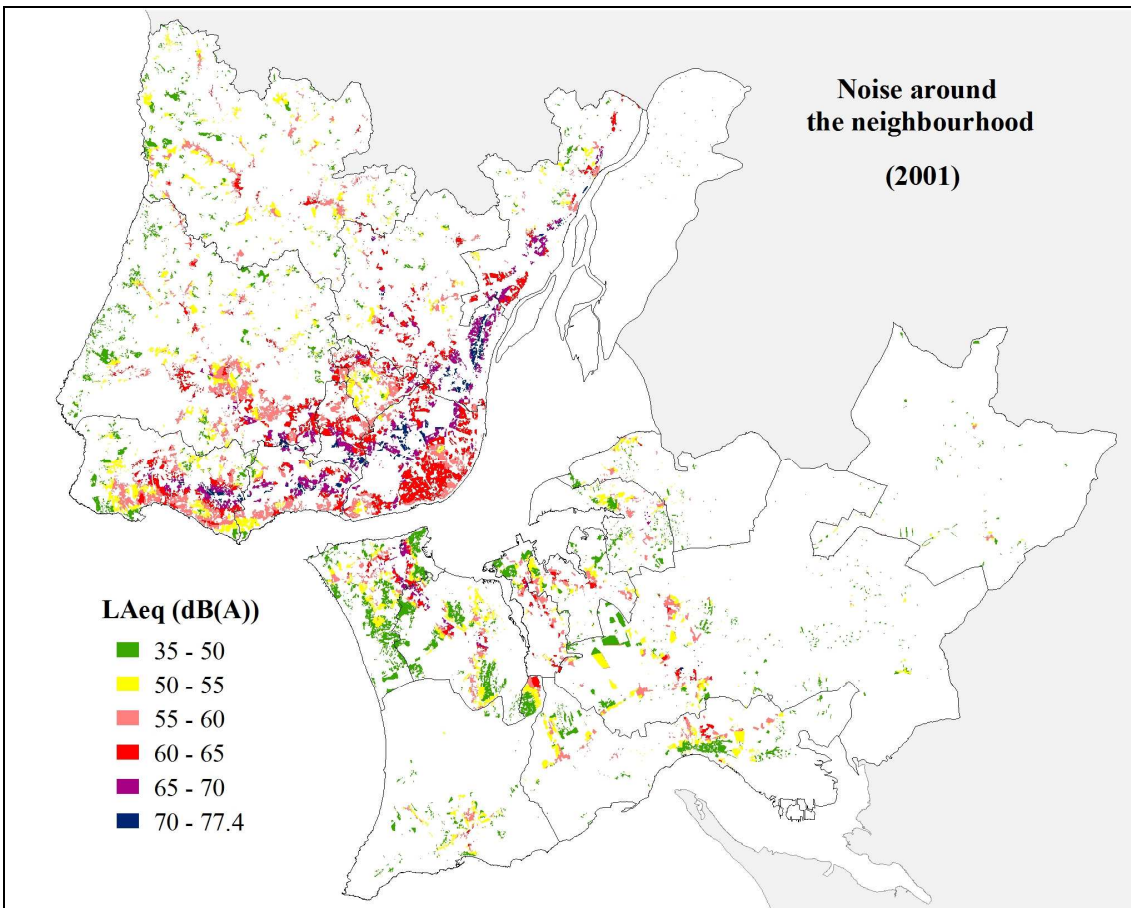 Noise around
the neighbourhood
(2001)
LAeq (dB(A))
35 - 50
50 - 55
55 - 60
60 - 65
65 - 70
70 - 77.4